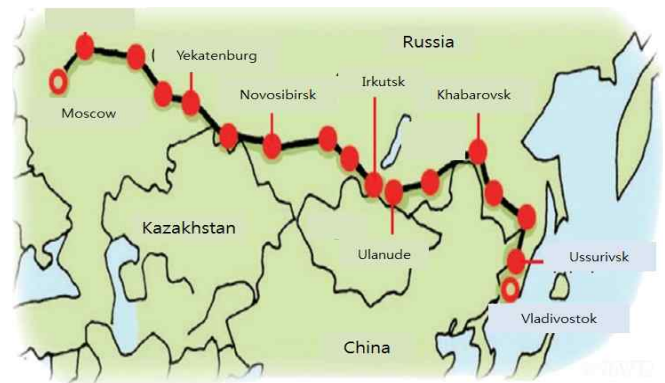 Russia
Yekatenburg
Irkutsk
Novosibirsk
Khabarovsk
Moscow
Kazakhstan
Ulanude
Ussurivsk
Vladivostok
China